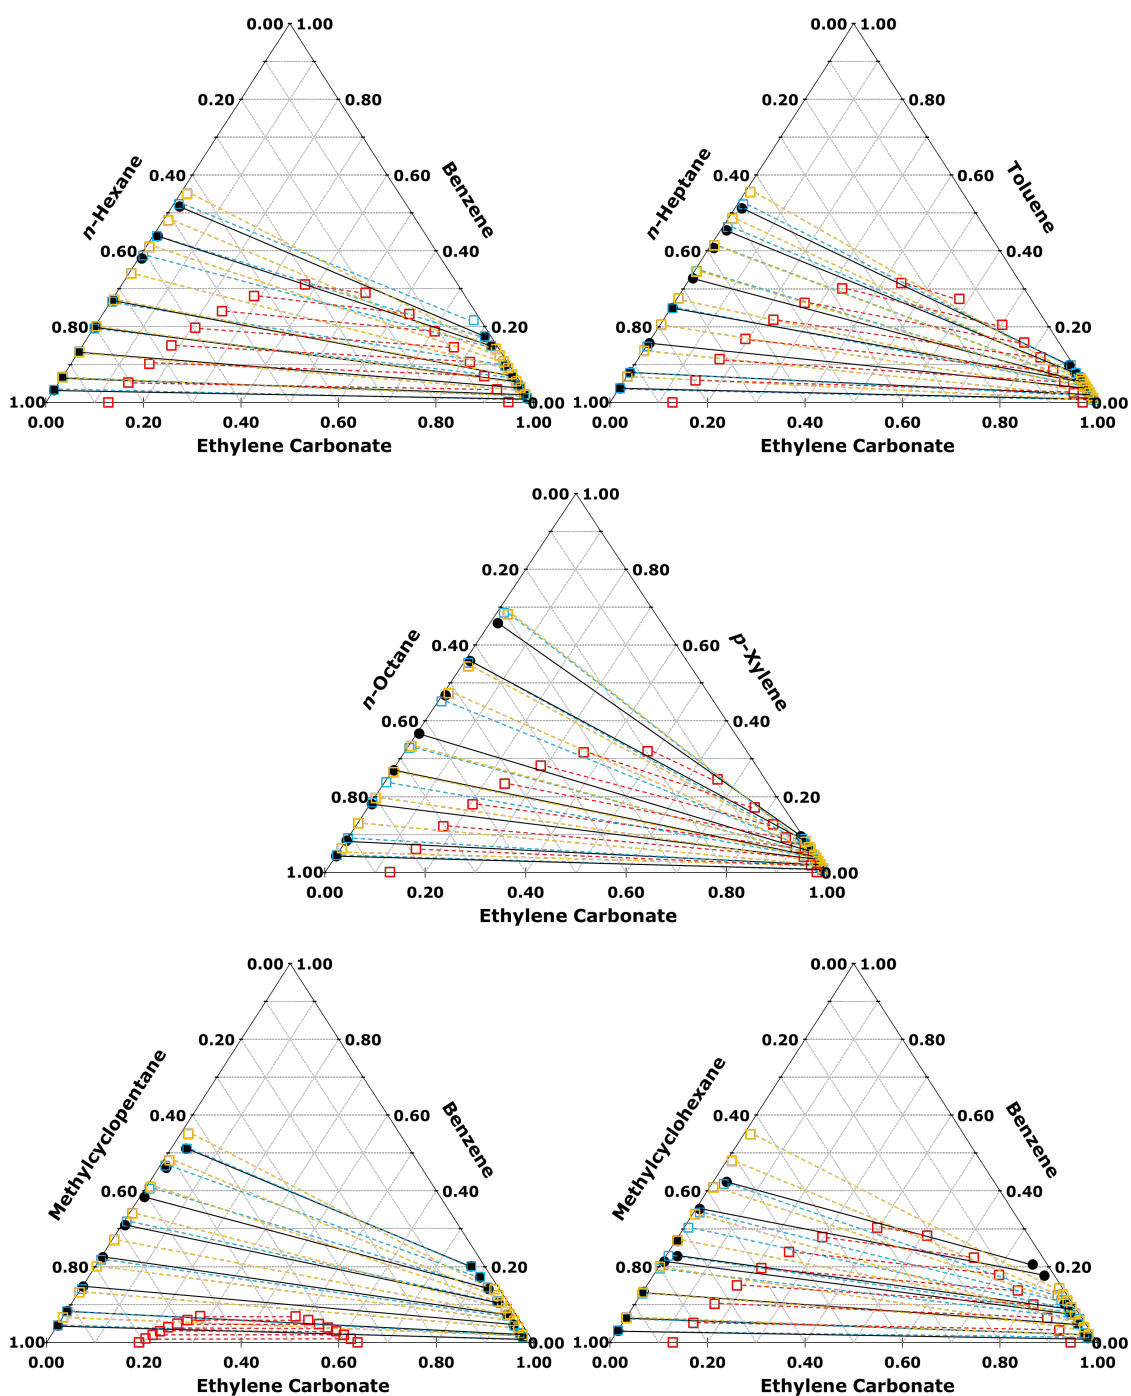 0.00 1.00 0.00 1.00
0.20 0.80 0.20 0.80
n-Hexane Benzene n-Heptane Toluene
0.40 0.60 0.40 0.60
0.60 0.40 0.60 0.40
0.80 0.20 0.80 0.20
1.00 0.00 1.00 0.00
0.00 0.20 0.40 0.60 0.80 1.00 0.00 0.20 0.40 0.60 0.80 1.00
Ethylene Carbonate Ethylene Carbonate
0.00 1.00
0.20 0.80
n-Octane p-Xylene
0.40 0.60
0.60 0.40
0.80 0.20
1.00 0.00
0.00 0.20 0.40 0.60 0.80 1.00
Ethylene Carbonate
0.00 1.00 0.00 1.00
0.20 0.80 0.20 0.80
Methylcyclopentane Benzene Methylcyclohexane Benzene
0.40 0.60 0.40 0.60
0.60 0.40 0.60 0.40
0.80 0.20 0.80 0.20
1.00 0.00 1.00 0.00
0.00 0.20 0.40 0.60 0.80 1.00 0.00 0.20 0.40 0.60 0.80 1.00
Ethylene Carbonate Ethylene Carbonate